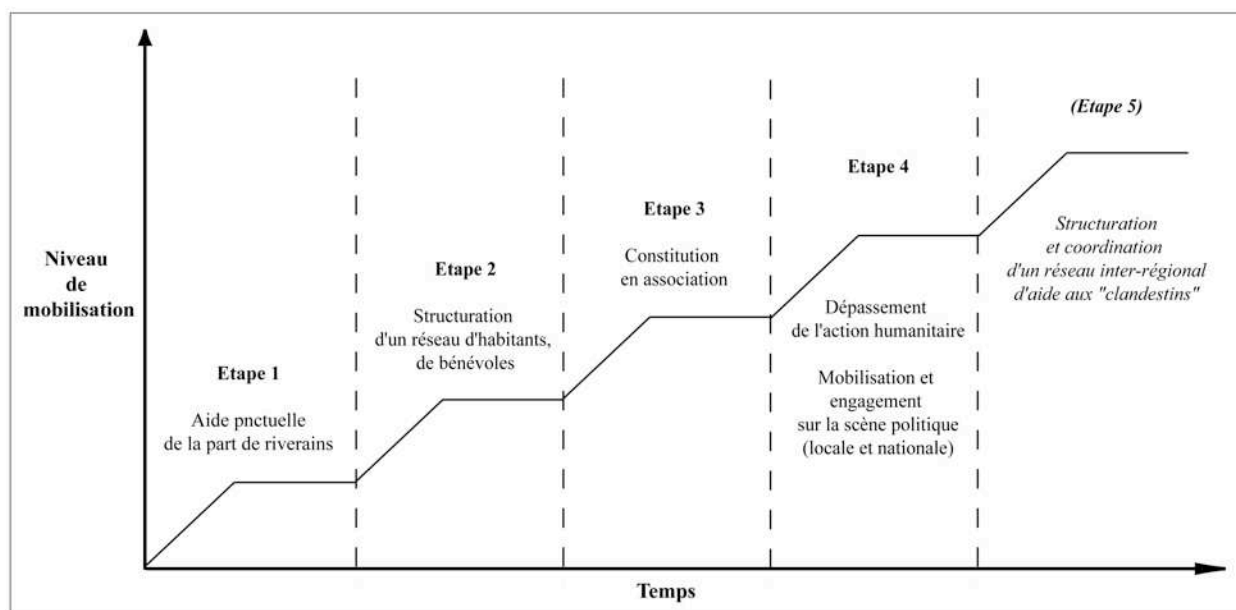 Niveau
de
mobilisation
Etape 1
Aide pnctuelle
de la part de riverains
Etape 2
Structuration
d'un réseau d'habitants,
de bénévoles
Etape 3
Constitution
en association
Etape 4
Dépassement
de l'action humanitaire
Mobilisation et
engagement
sur la scène politique
(locale et nationale)
(Etape 5)
Structuration
et coordination
d'un réseau inter-régional
d'aide aux "clandestins"
Temps